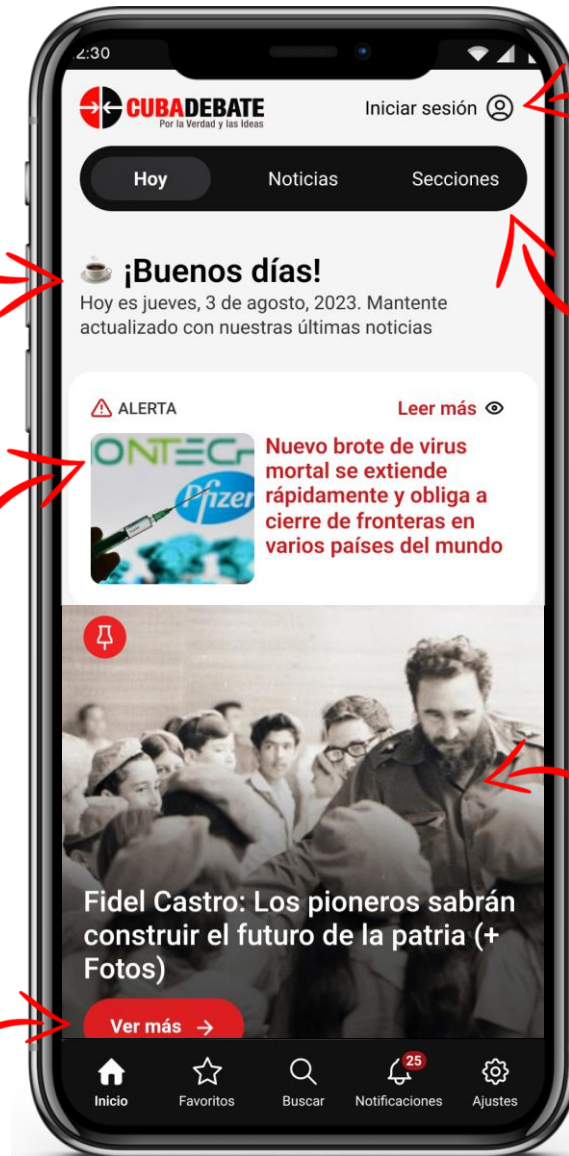 2:30
CUBADEBATE
Por la Verdad y las Ideas
Iniciar sesión
Hoy
Noticias
Secciones
¡Buenos días!
Hoy es jueves, 3 de agosto, 2023. Mantente
actualizado con nuestras últimas noticias
ALERTA
Leer más
ONTECH
Pfizer
Nuevo brote de virus
mortal se extiende
rápidamente y obliga a
cierre de fronteras en
varios países del mundo
Fidel Castro: Los pioneros sabrán
construir el futuro de la patria (+
Fotos)
Ver más →
25
Inicio
Favoritos
Buscar
Notificaciones
Ajustes